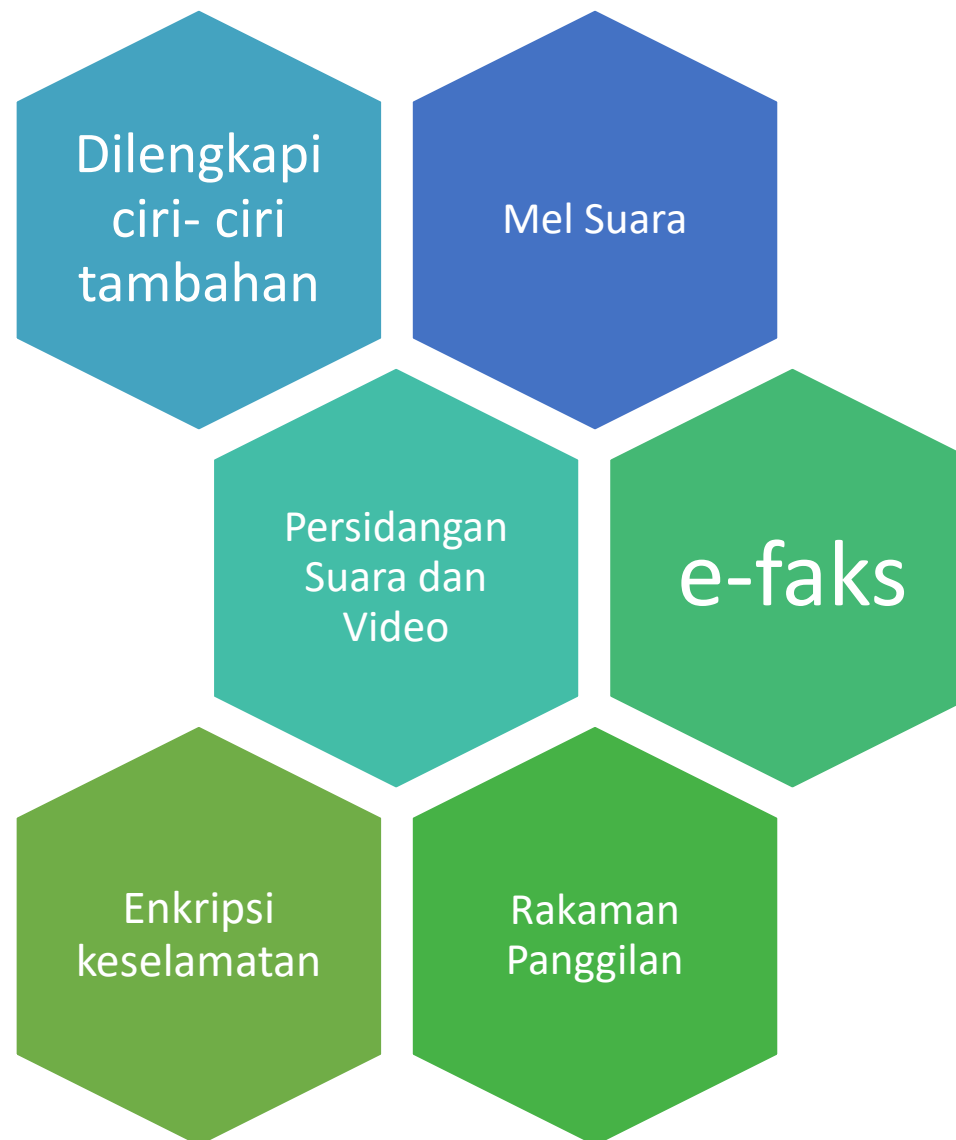 Dilengkapi
ciri- ciri
tambahan
Mel Suara
Persidangan
Suara dan
Video
e-faks
Enkripsi
keselamatan
Rakaman
Panggilan